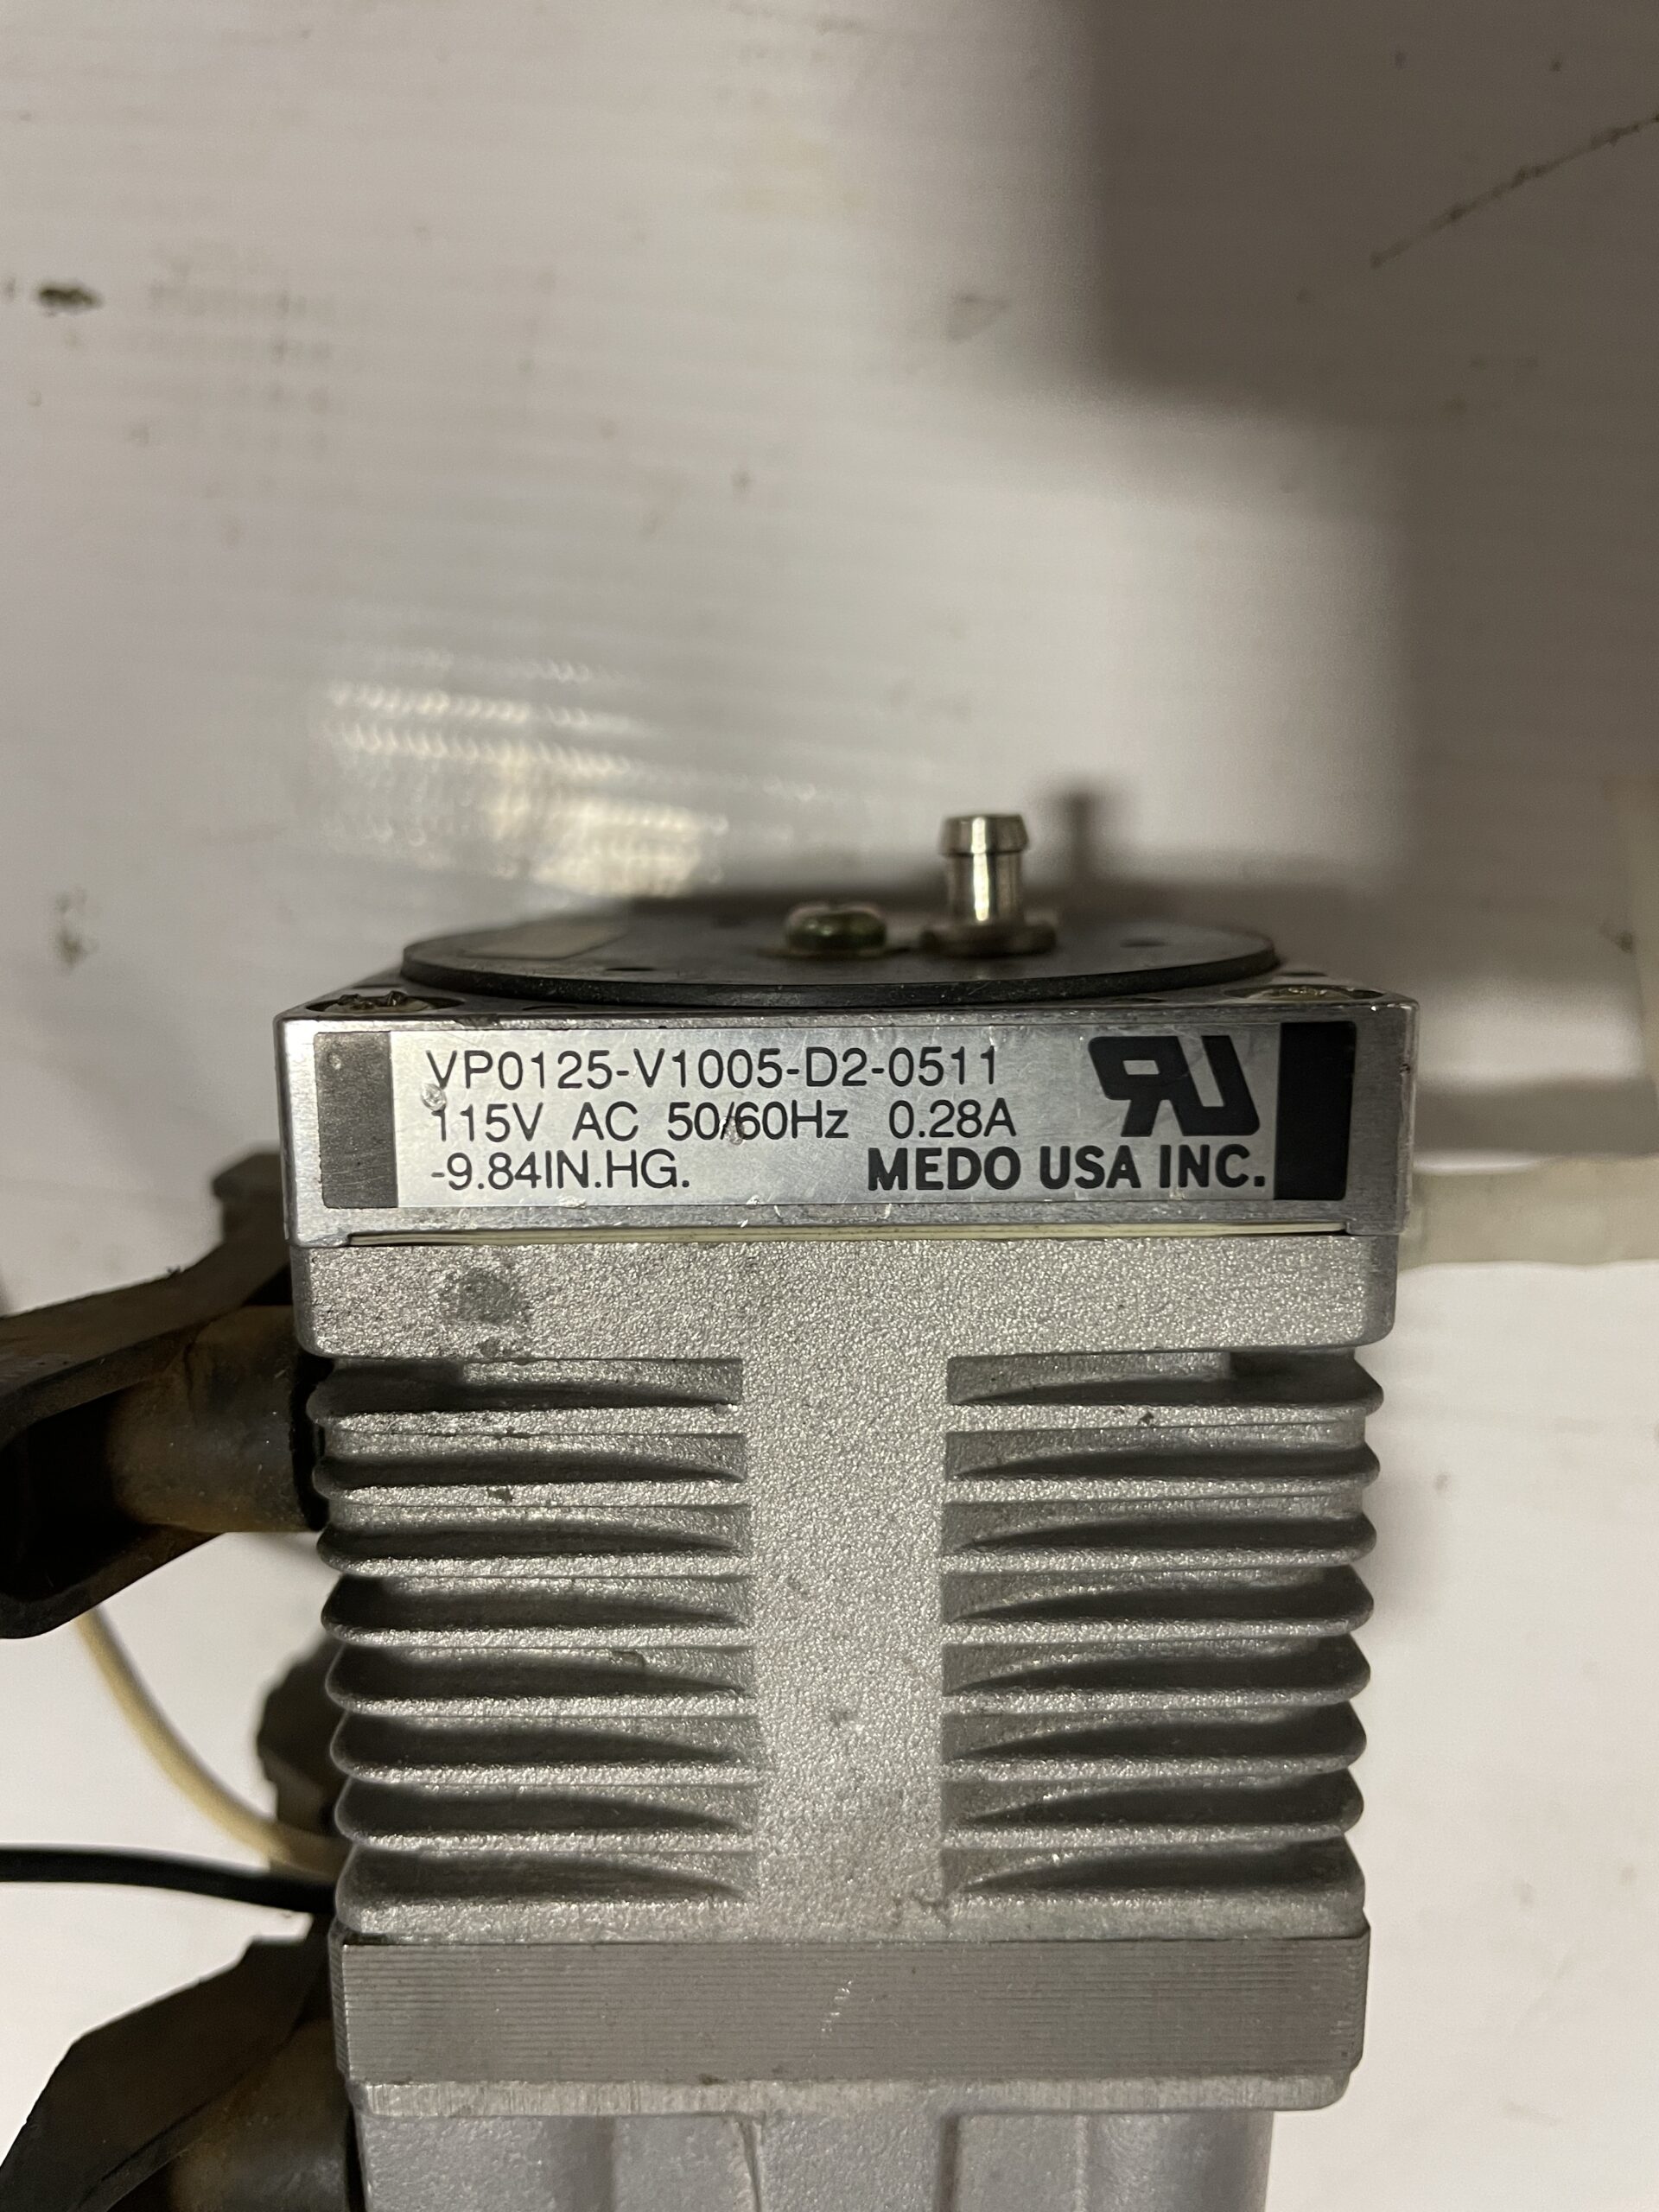 VP0125-V1005-D2-0511
115V AC 50/60Hz 0.28A
-9.84IN.HG. MEDO USA INC.